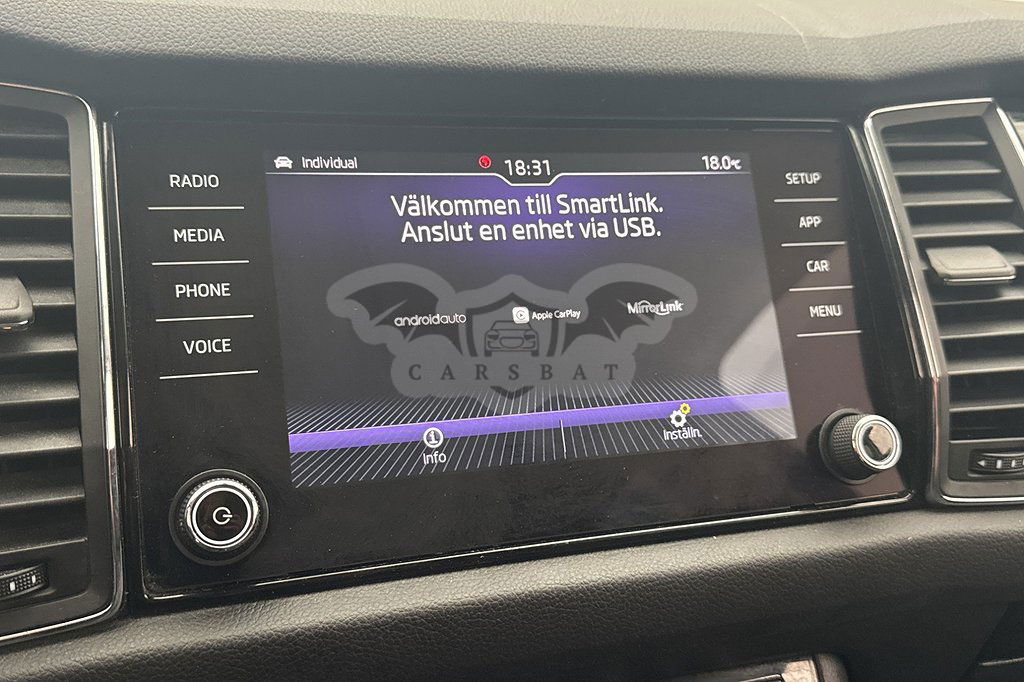 Individual
18:31
18.0°C
Välkommen till SmartLink.
Anslut en enhet via USB.
androidauto
Apple CarPlay
MirrorLink
CARSBAT
Info
Inställn.
RADIO
MEDIA
PHONE
VOICE
SETUP
APP
CAR
MENU